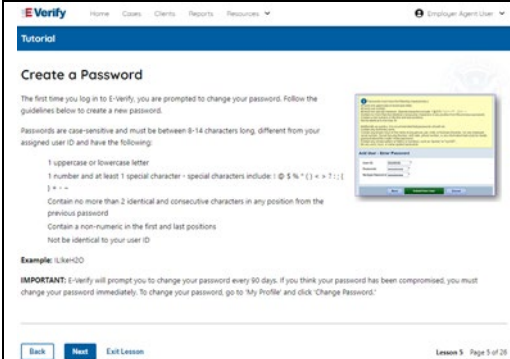 E-Verify Home Cases Clients Reports Resources Employer Agent User
Tutorial
Create a Password
The first time you log in to E-Verify, you are prompted to change your password. Follow the
guidelines below to create a new password.
Passwords are case-sensitive and must be between 8-14 characters long, different from your
assigned user ID and have the following:
1 uppercase or lowercase letter
1 number and at least 1 special character - special characters include: ! @ $ % * ( ) < > ? : ; {
} + - ~
Contain no more than 2 identical and consecutive characters in any position from the
previous password
Contain a non-numeric in the first and last positions
Not be identical to your user ID
Example: IL!keH2O
IMPORTANT: E-Verify will prompt you to change your password every 90 days. If you think your password has been compromised, you must
change your password immediately. To change your password, go to 'My Profile' and click 'Change Password.'
Back Next Exit Lesson Lesson 5 Page 5 of 28